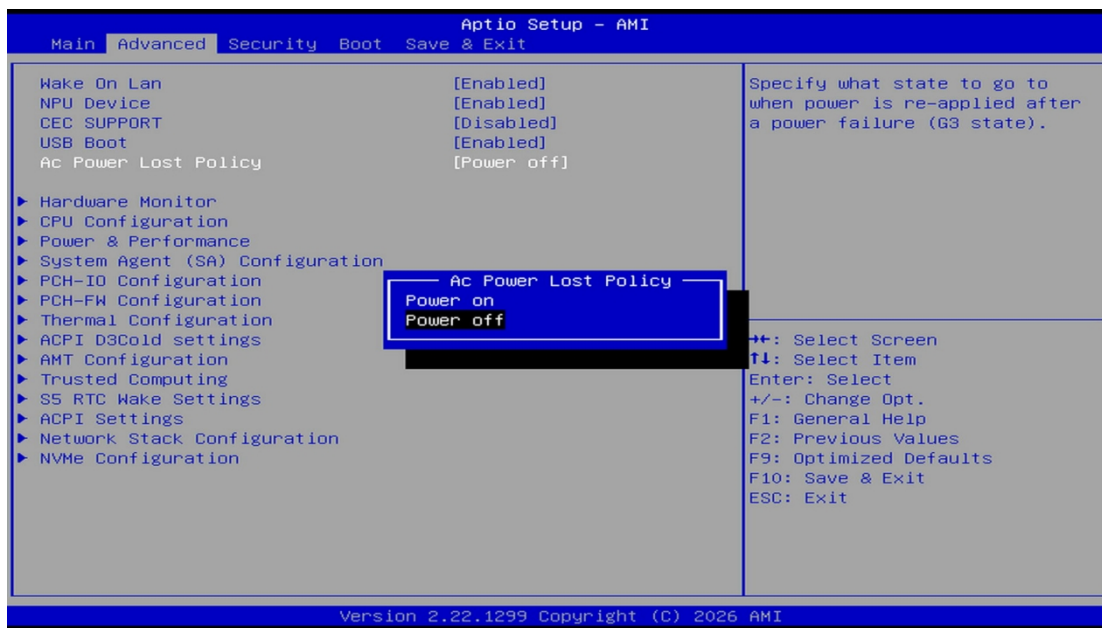 Aptio Setup – AMI
Main Advanced Security Boot Save & Exit
Wake On Lan [Enabled]
NPU Device [Enabled]
CEC SUPPORT [Disabled]
USB Boot [Enabled]
Ac Power Lost Policy [Power off]
Hardware Monitor
CPU Configuration
Power & Performance
System Agent (SA) Configuration
PCH-IO Configuration
PCH-FW Configuration
Thermal Configuration
ACPI D3Cold settings
AMT Configuration
Trusted Computing
S5 RTC Wake Settings
ACPI Settings
Network Stack Configuration
NVMe Configuration
Ac Power Lost Policy
Power on
Power off
Specify what state to go to
when power is re-applied after
a power failure (G3 state).
→←: Select Screen
↑↓: Select Item
Enter: Select
+/-: Change Opt.
F1: General Help
F2: Previous Values
F9: Optimized Defaults
F10: Save & Exit
ESC: Exit
Version 2.22.1299 Copyright (C) 2026 AMI